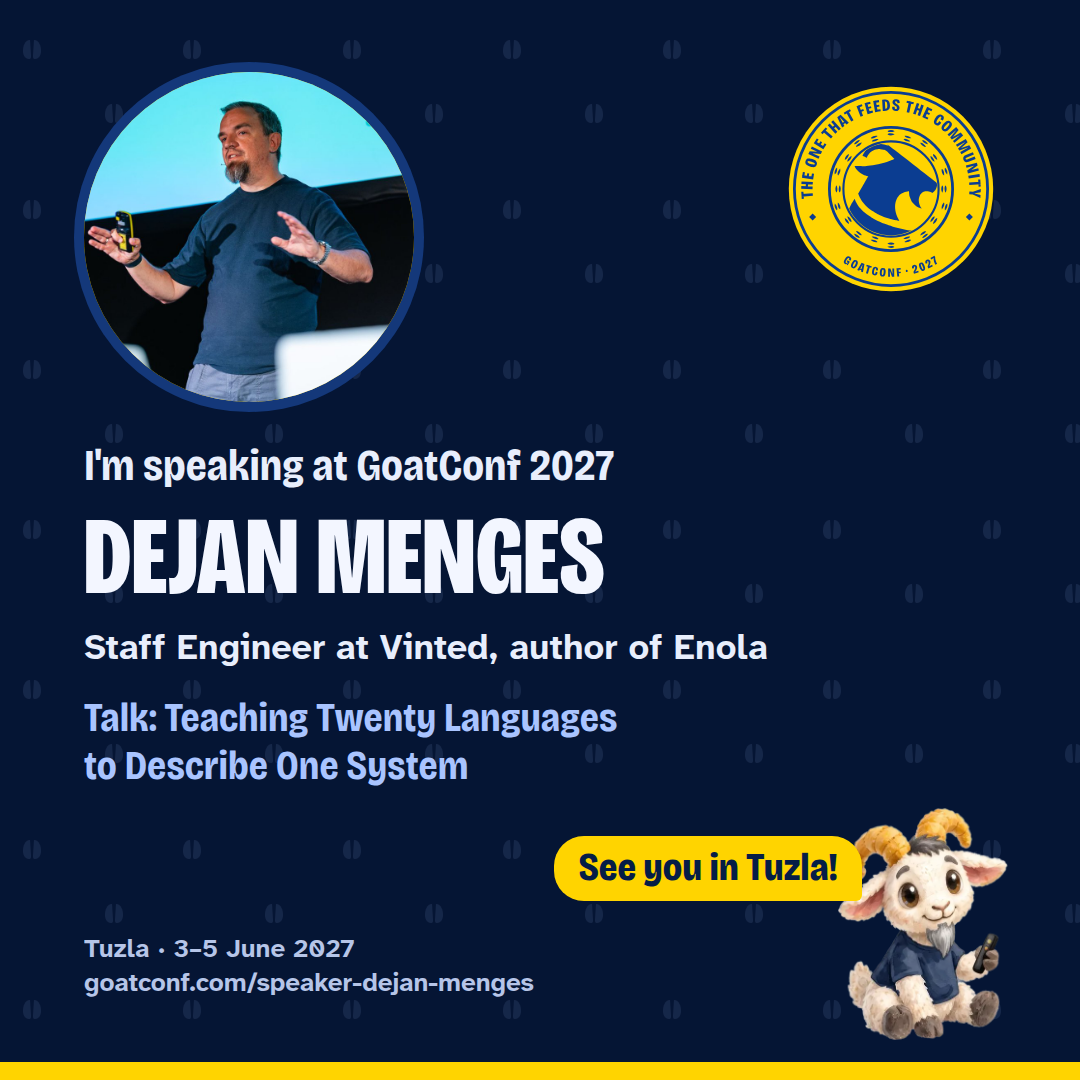 THE ONE THAT FEEDS THE COMMUNITY
GOATCONF · 2027
I'm speaking at GoatConf 2027
DEJAN MENGES
Staff Engineer at Vinted, author of Enola
Talk: Teaching Twenty Languages
to Describe One System
See you in Tuzla!
Tuzla · 3–5 June 2027
goatconf.com/speaker-dejan-menges